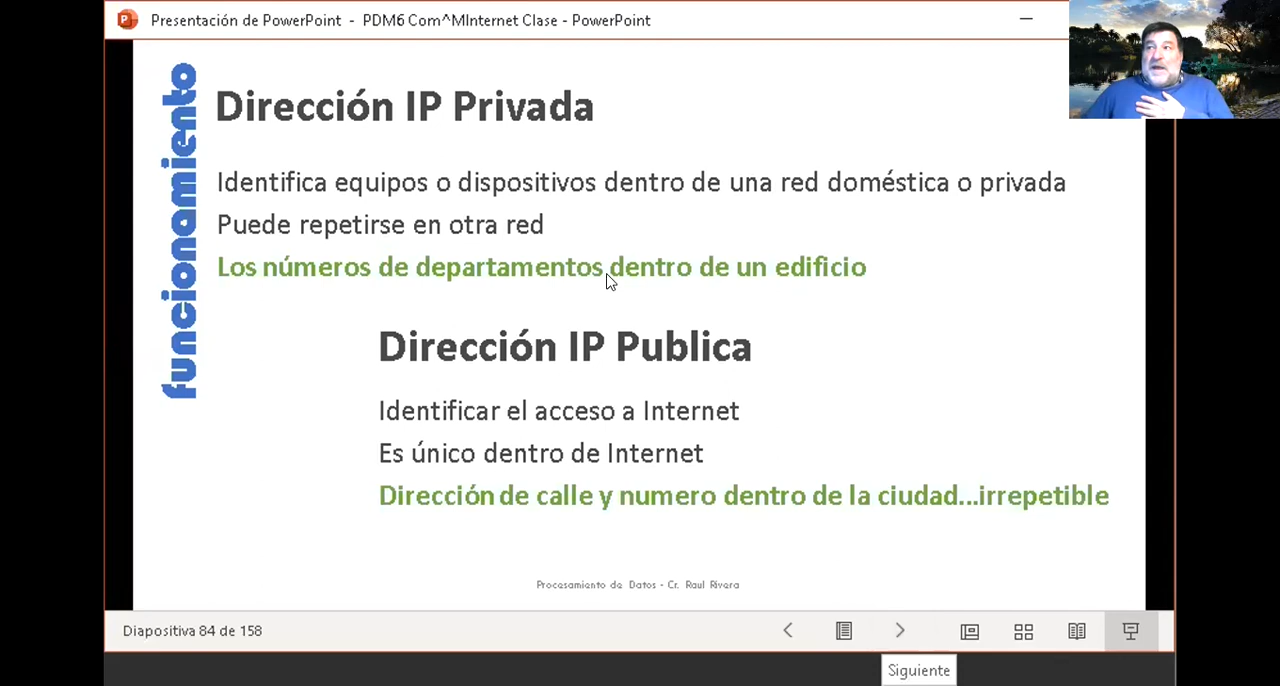 Presentación de PowerPoint - PDM6 Com^MInternet Clase - PowerPoint
funcionamiento
Dirección IP Privada
Identifica equipos o dispositivos dentro de una red doméstica o privada
Puede repetirse en otra red
Los números de departamentos dentro de un edificio
Dirección IP Publica
Identificar el acceso a Internet
Es único dentro de Internet
Dirección de calle y numero dentro de la ciudad...irrepetible
Procesamiento de Datos - Cr. Raul Rivera
Diapositiva 84 de 158
Siguiente